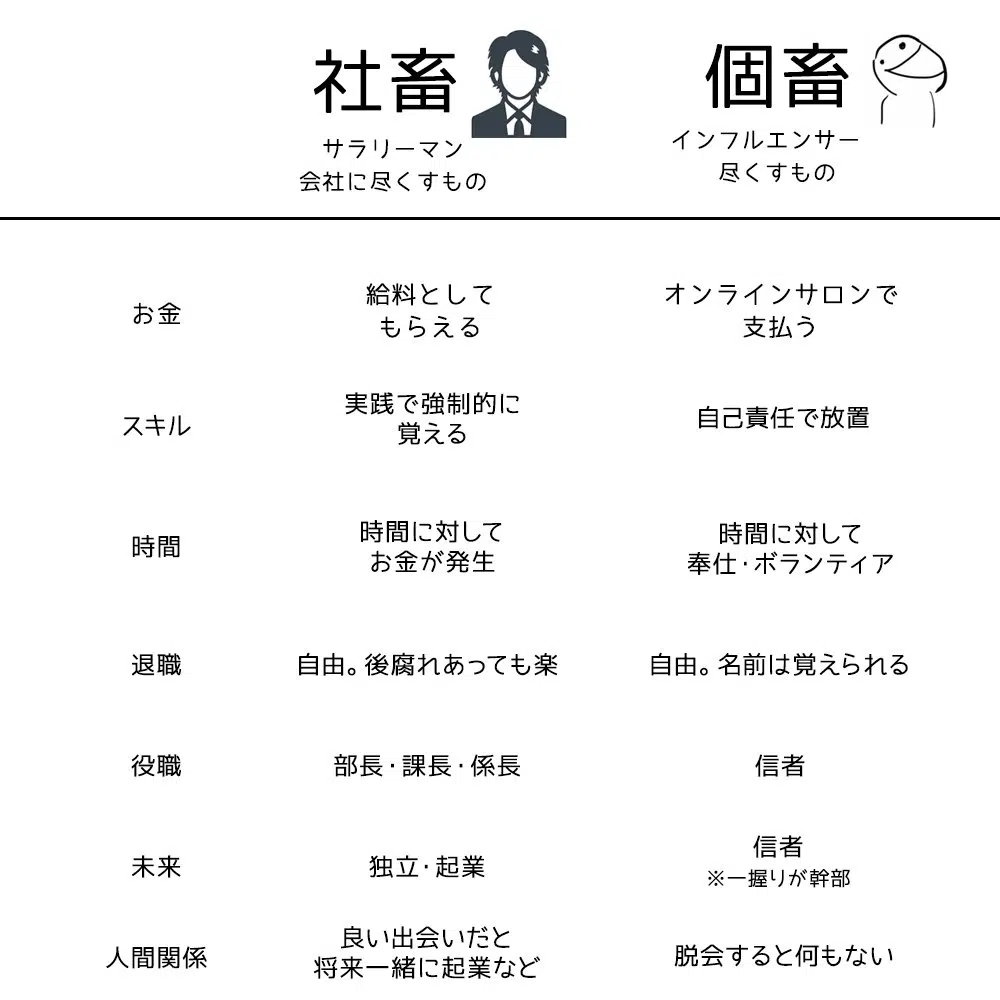 社畜
サラリーマン
会社に尽くすもの
個畜
インフルエンサー
尽くすもの
お金
給料として
もらえる
オンラインサロンで
支払う
スキル
実践で強制的に
覚える
自己責任で放置
時間
時間に対して
お金が発生
時間に対して
奉仕・ボランティア
退職
自由。後腐れあっても楽
自由。名前は覚えられる
役職
部長・課長・係長
信者
未来
独立・起業
信者
※一握りが幹部
人間関係
良い出会いだと
将来一緒に起業など
脱会すると何もない